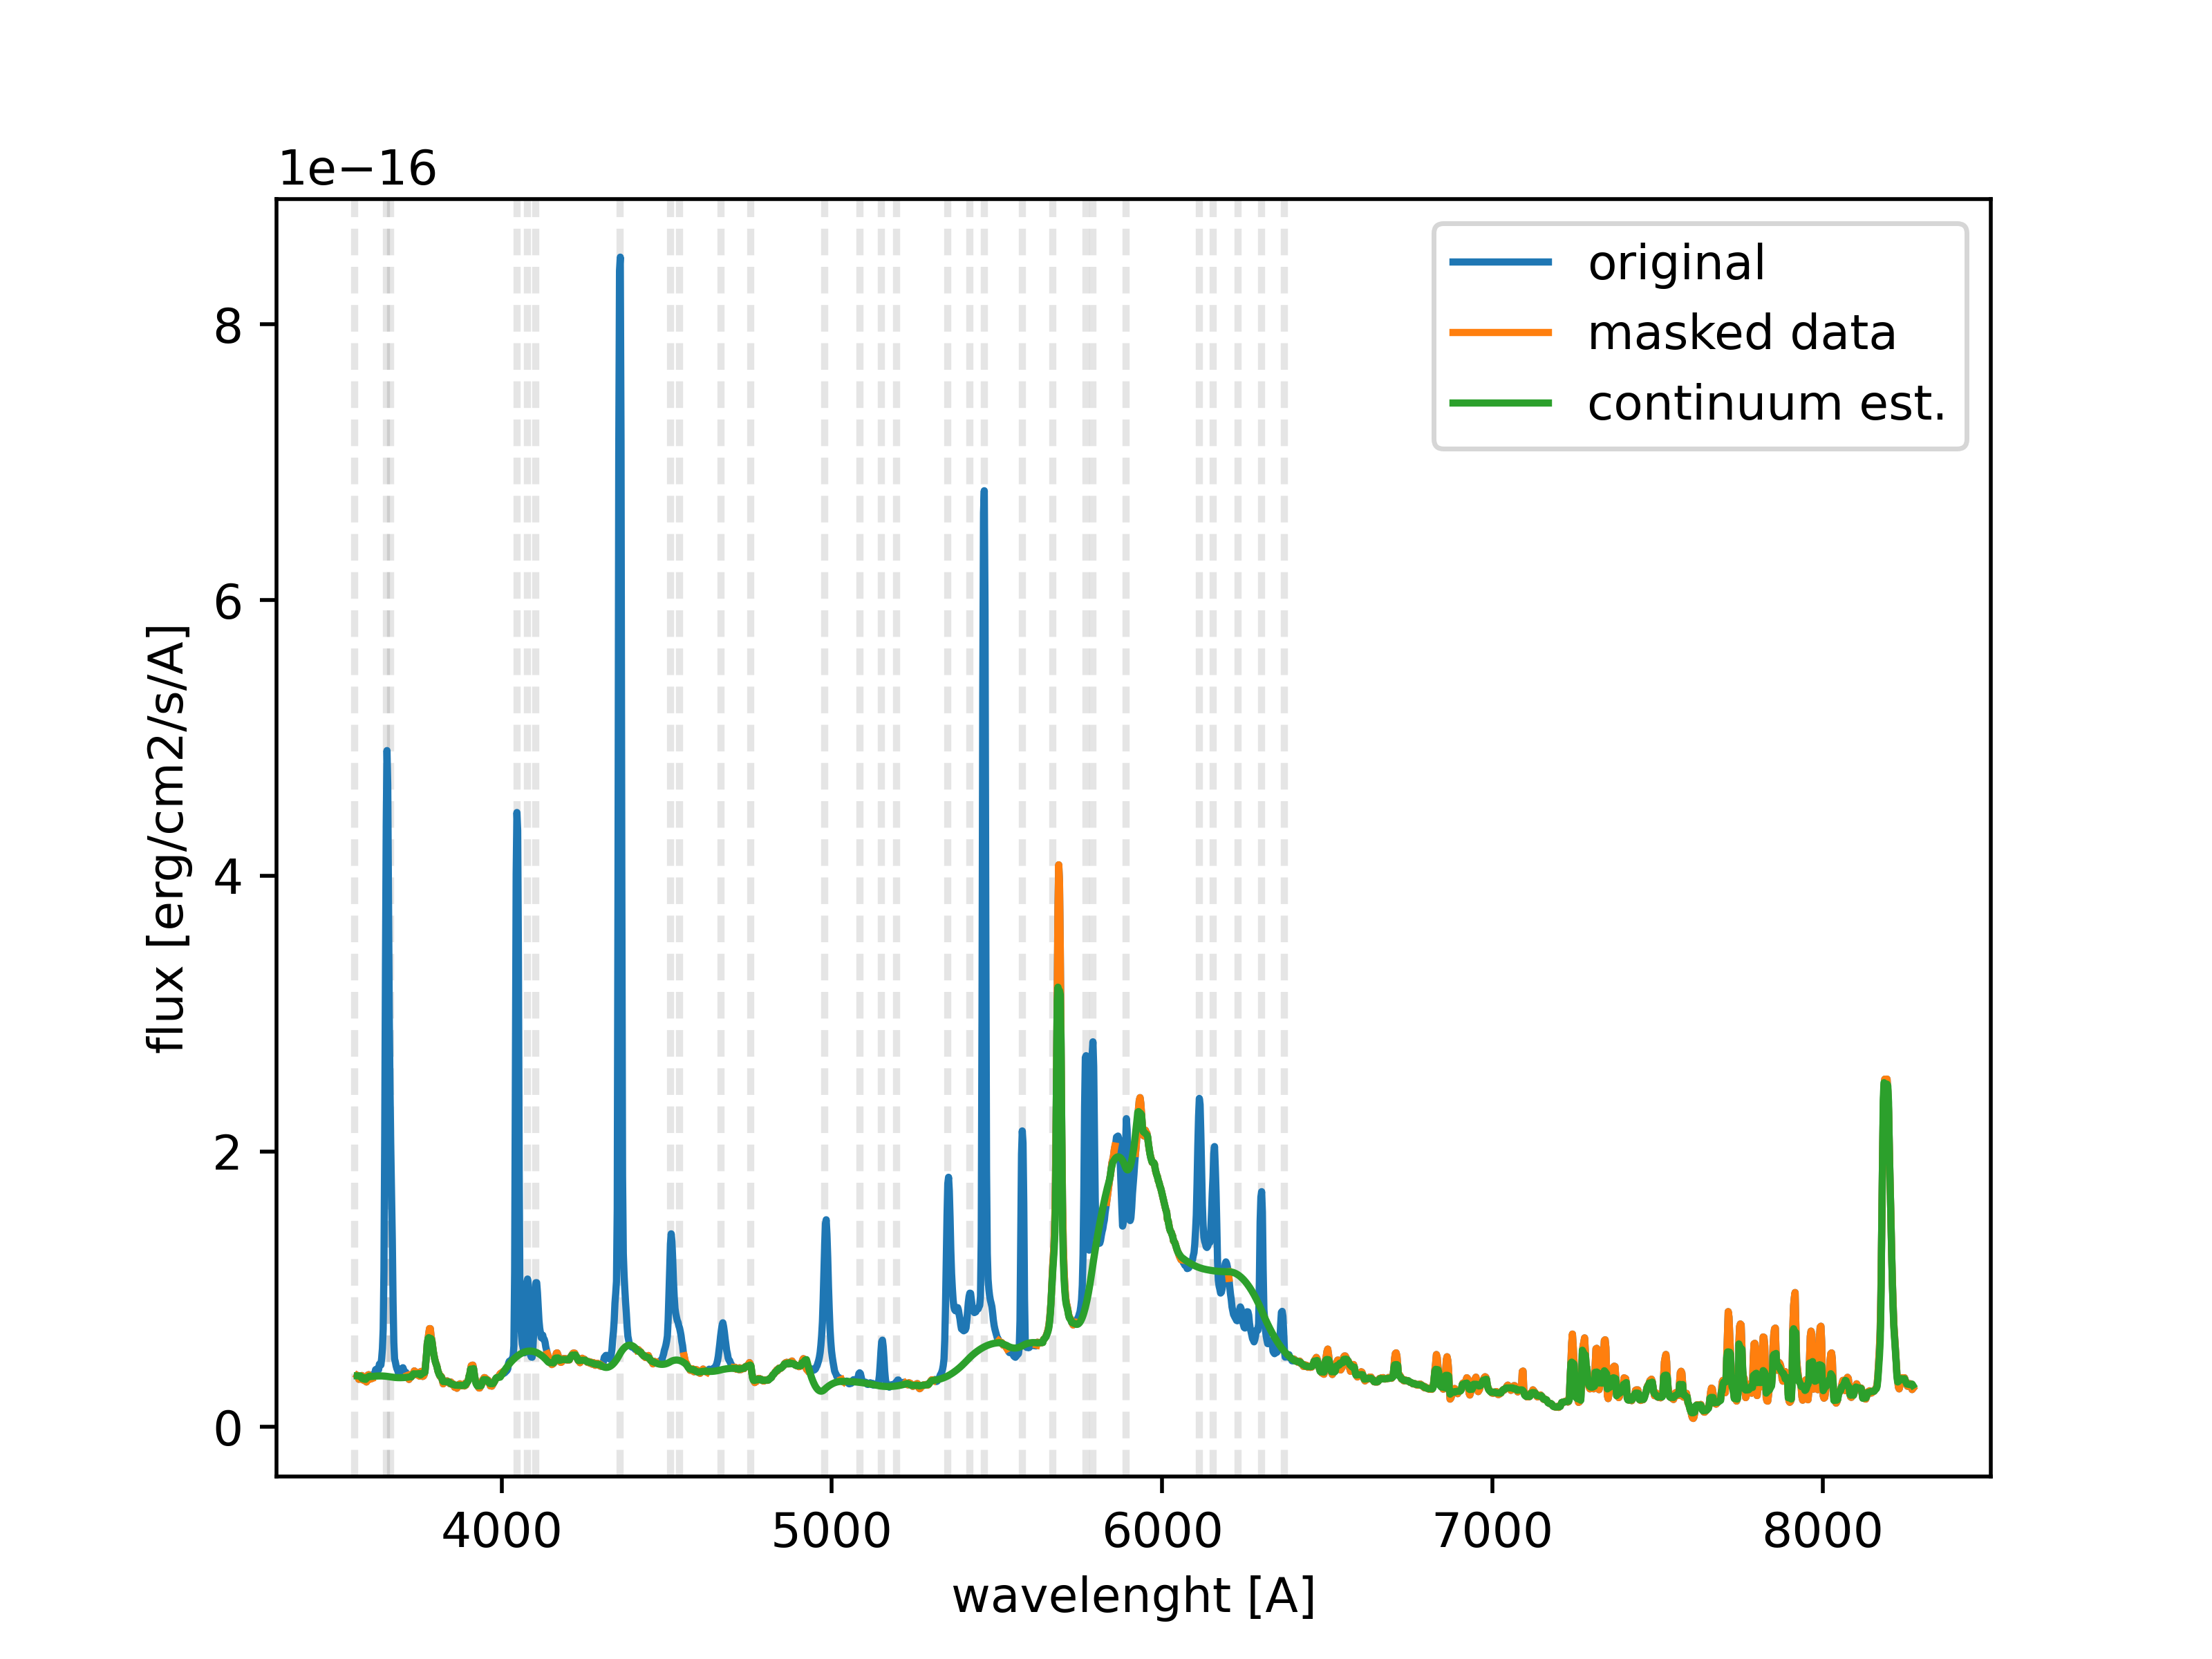 1e−16
original
masked data
continuum est.
8
6
4
2
0
flux [erg/cm2/s/A]
4000 5000 6000 7000 8000
wavelenght [A]